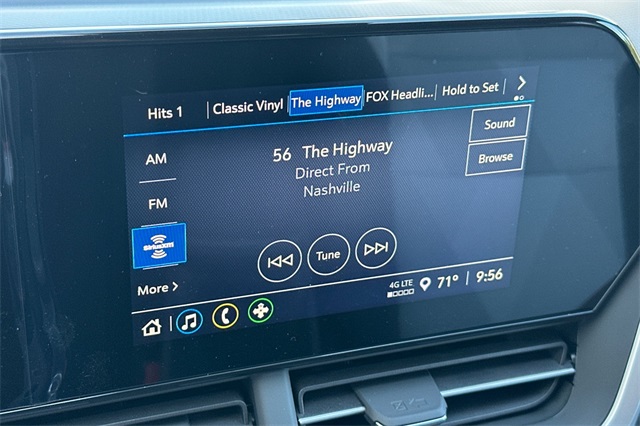 Hits 1 Classic Vinyl The Highway FOX Headli... Hold to Set
AM
FM
SiriusXM
More
56 The Highway
Direct From
Nashville
Sound
Browse
Tune
4G LTE
71° 9:56